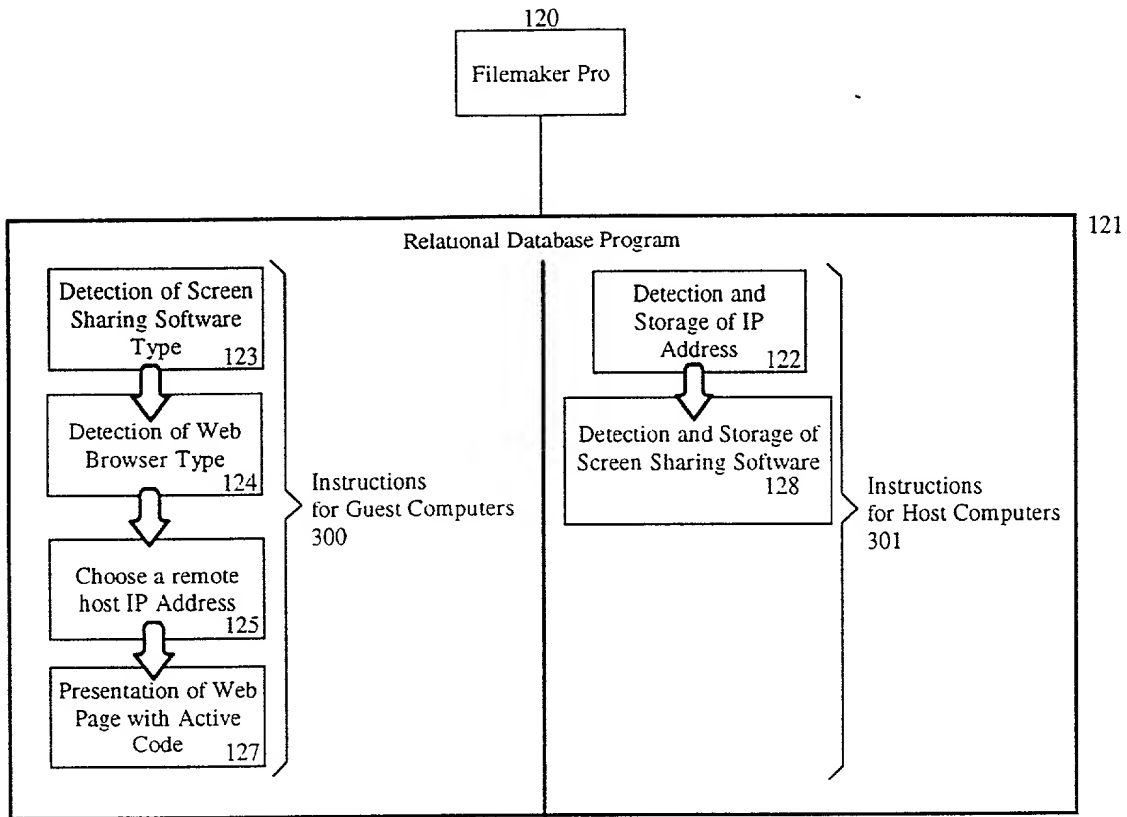 120
Filemaker Pro
121
Relational Database Program
Detection of Screen
Sharing Software
Type
123
Detection of Web
Browser Type
124
Choose a remote
host IP Address
125
Presentation of Web
Page with Active
Code
127
Instructions
for Guest Computers
300
Detection and
Storage of IP
Address
122
Detection and Storage of
Screen Sharing Software
128
Instructions
for Host Computers
301